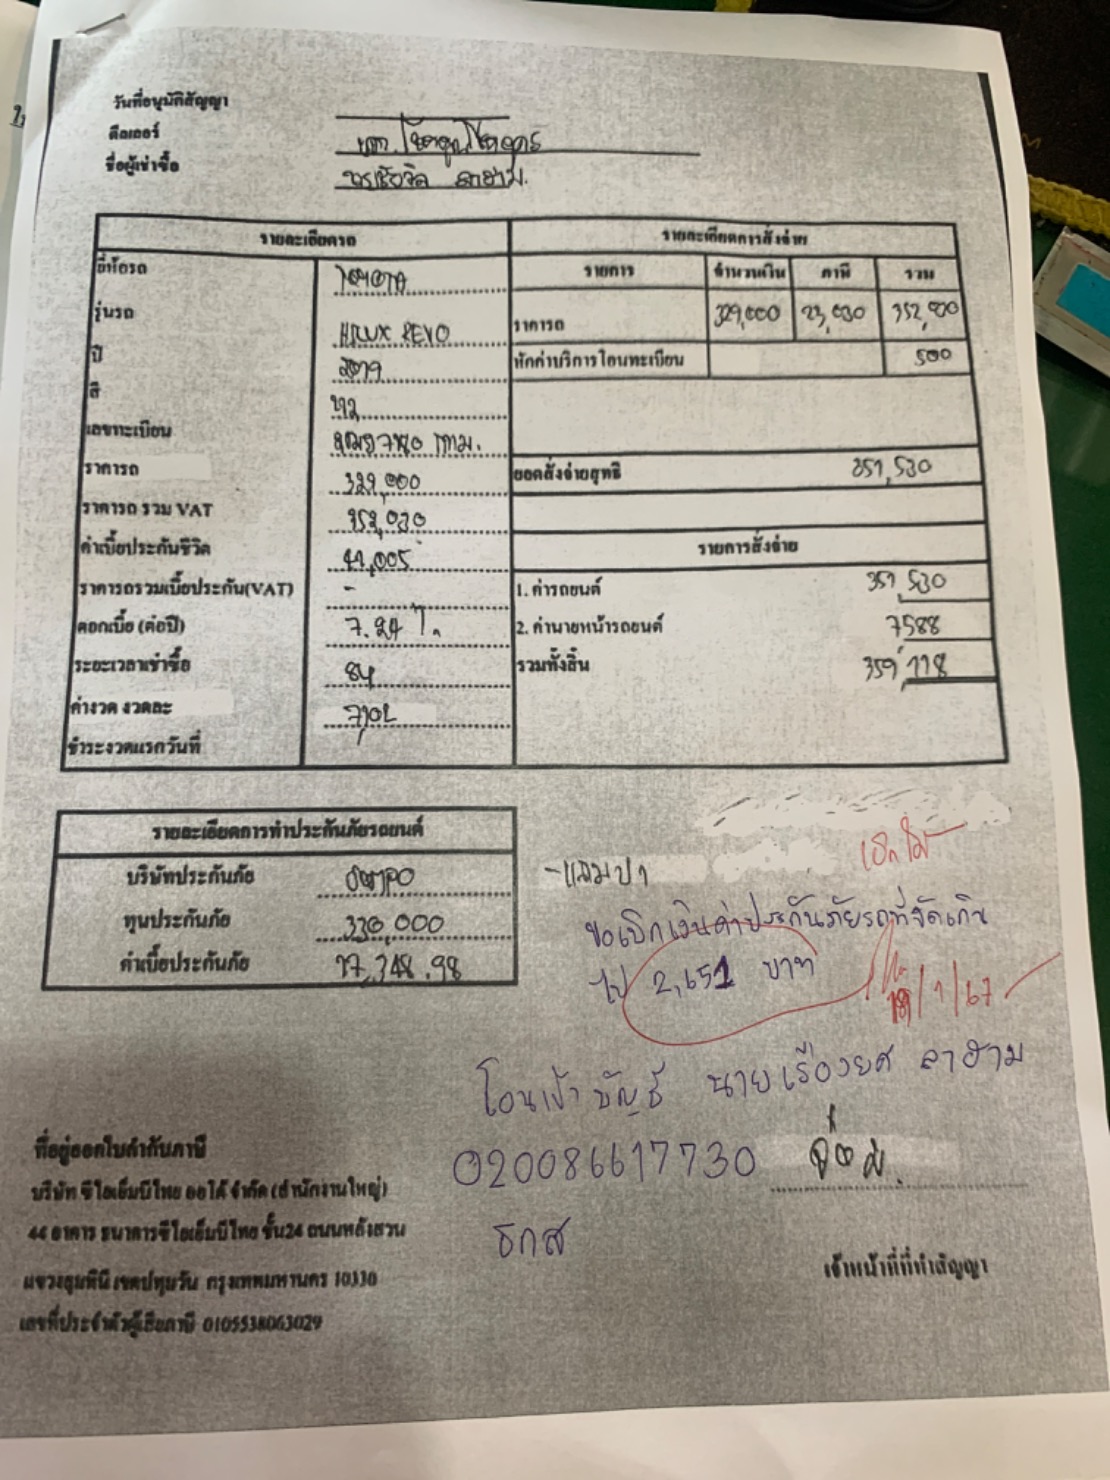 วันที่อนุมัติสัญญา
ดีลเลอร์
ชื่อผู้เช่าซื้อ
รายละเอียดรถ
ยี่ห้อรถ TOYOTA
รุ่นรถ HILUX REVO
ปี 2019
สี
เลขทะเบียน กทม.
ราคารถ 329,000
ราคารถ รวม VAT 352,030
ค่าเบี้ยประกันชีวิต 44,005
ราคารถรวมเบี้ยประกัน(VAT) -
ดอกเบี้ย (ต่อปี) 7.24 %
ระยะเวลาเช่าซื้อ 84
ค่างวด งวดละ
ชำระงวดแรกวันที่
รายละเอียดการสั่งจ่าย
รายการ จำนวนเงิน ภาษี รวม
ราคารถ 329,000 23,030
หักค่าบริการโอนทะเบียน 500
ยอดสั่งจ่ายสุทธิ 351,530
รายการสั่งจ่าย
1. ค่ารถยนต์ 351,530
2. ค่านายหน้ารถยนต์ 7588
รวมทั้งสิ้น 359,118
รายละเอียดการทำประกันภัยรถยนต์
บริษัทประกันภัย
ทุนประกันภัย 330,000
ค่าเบี้ยประกันภัย 17,348.98
ขอเบิกเงินค่าประกันภัยรถที่จัดเกิน
ไป 2,651 บาท
/1/67
โอนเข้าบัญชี นายเรืองยศ ลาฮาม
020086617730
ธกส
เจ้าหน้าที่ที่ทำสัญญา
ที่อยู่ออกใบกำกับภาษี
บริษัท ซีไอเอ็มบีไทย ออโต้ จำกัด (สำนักงานใหญ่)
44 อาคาร ธนาคารซีไอเอ็มบีไทย ชั้น24 ถนนหลังสวน
แขวงลุมพินี เขตปทุมวัน กรุงเทพมหานคร 10330
เลขที่ประจำตัวผู้เสียภาษี 0105538063029